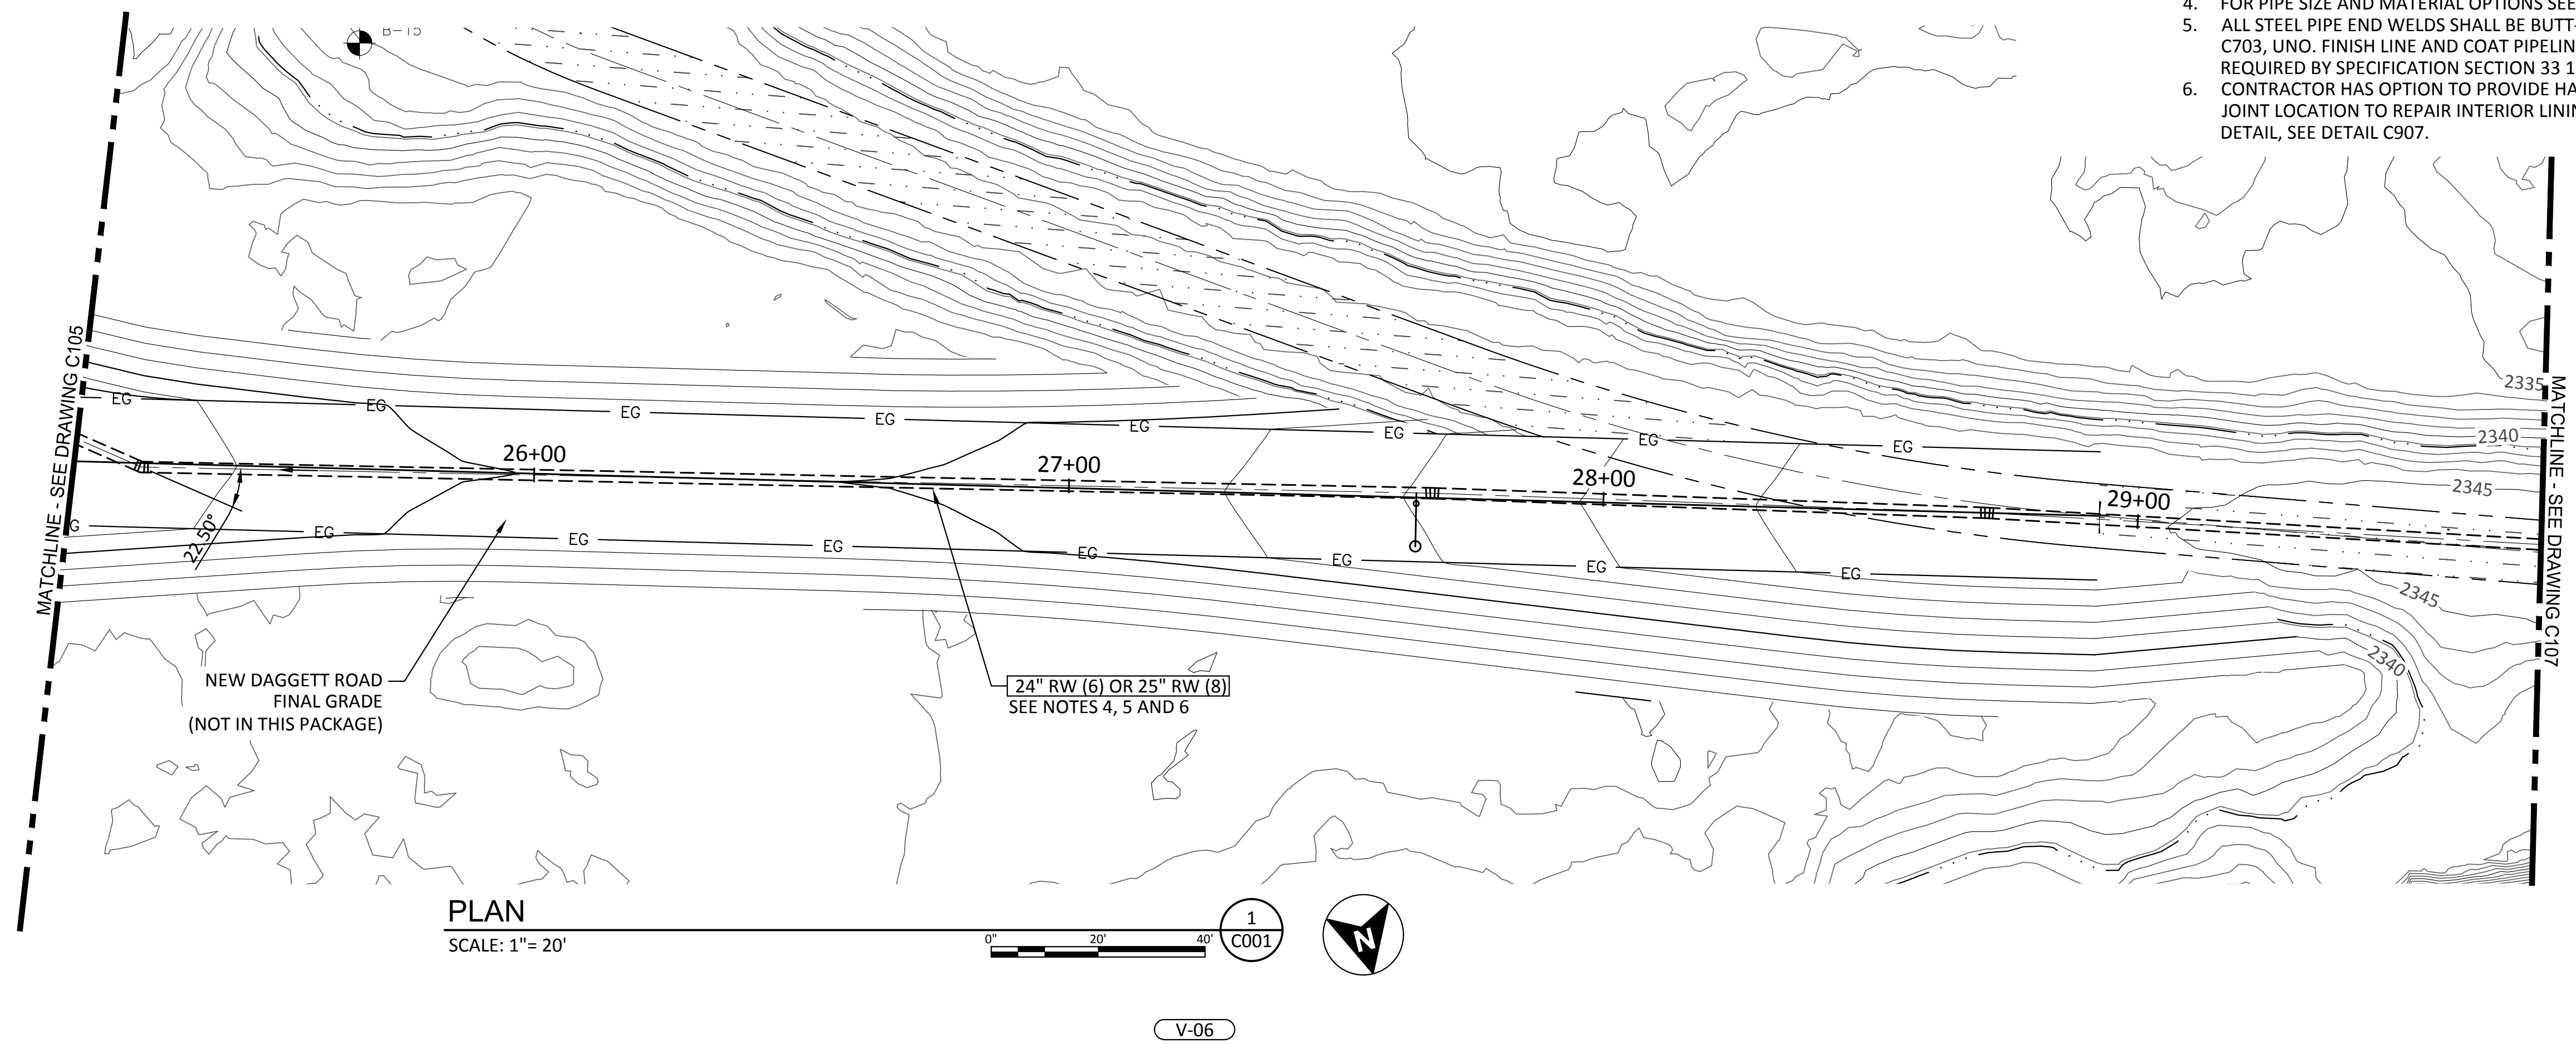 4. FOR PIPE SIZE AND MATERIAL OPTIONS SEE
5. ALL STEEL PIPE END WELDS SHALL BE BUTT-
C703, UNO. FINISH LINE AND COAT PIPELIN
REQUIRED BY SPECIFICATION SECTION 33 1
6. CONTRACTOR HAS OPTION TO PROVIDE HA
JOINT LOCATION TO REPAIR INTERIOR LININ
DETAIL, SEE DETAIL C907.
B-15
MATCHLINE - SEE DRAWING C105
MATCHLINE - SEE DRAWING C107
2335
2340
2345
2345
2340
EG
EG
EG
EG
EG
EG
EG
EG
26+00
27+00
28+00
29+00
G
EG
EG
EG
EG
EG
EG
EG
22.50°
NEW DAGGETT ROAD
FINAL GRADE
(NOT IN THIS PACKAGE)
24" RW (6) OR 25" RW (8)
SEE NOTES 4, 5 AND 6
PLAN
SCALE: 1"= 20'
0"
20'
40'
1
C001
N
V-06